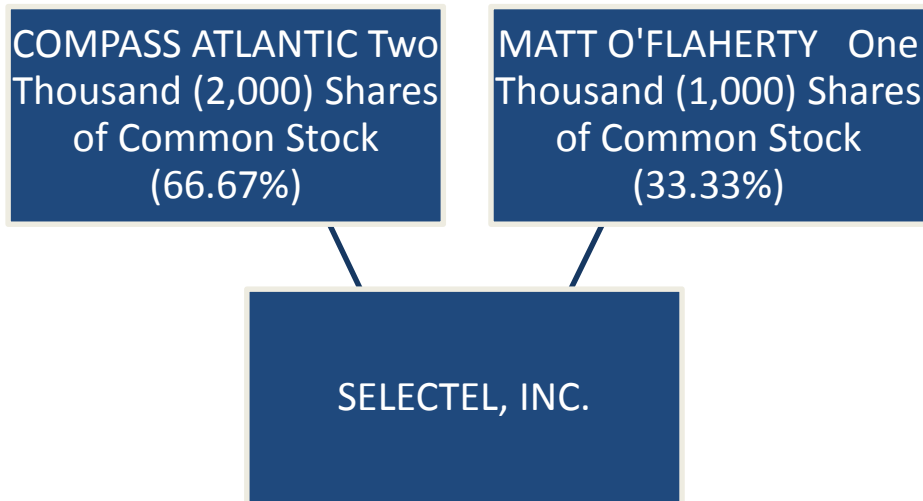 COMPASS ATLANTIC Two
Thousand (2,000) Shares
of Common Stock
(66.67%)
MATT O'FLAHERTY One
Thousand (1,000) Shares
of Common Stock
(33.33%)
SELECTEL, INC.